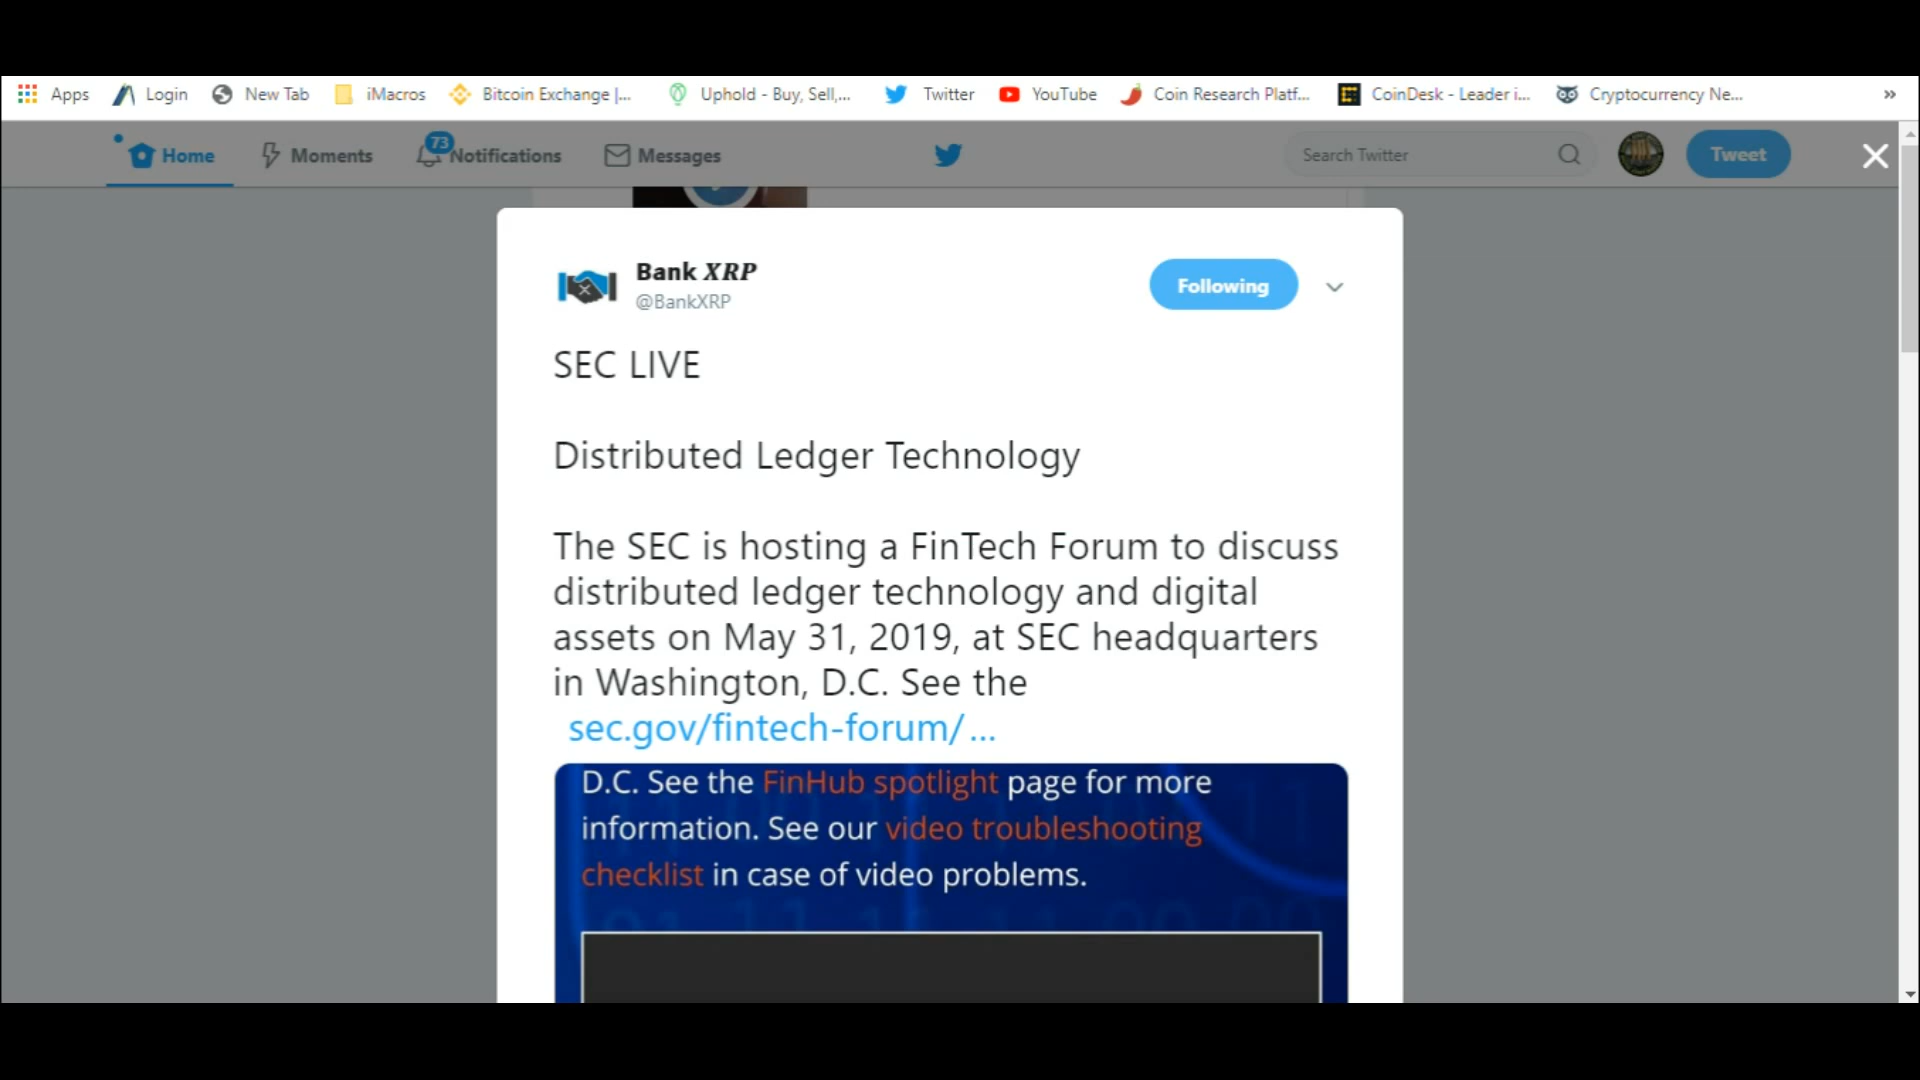 Apps Login New Tab iMacros Bitcoin Exchange |... Uphold - Buy, Sell,... Twitter YouTube Coin Research Platf... CoinDesk - Leader i... Cryptocurrency Ne... »
Home Moments 73 Notifications Messages Search Twitter Tweet
Bank XRP
@BankXRP
Following
SEC LIVE
Distributed Ledger Technology
The SEC is hosting a FinTech Forum to discuss
distributed ledger technology and digital
assets on May 31, 2019, at SEC headquarters
in Washington, D.C. See the
sec.gov/fintech-forum/...
D.C. See the FinHub spotlight page for more
information. See our video troubleshooting
checklist in case of video problems.